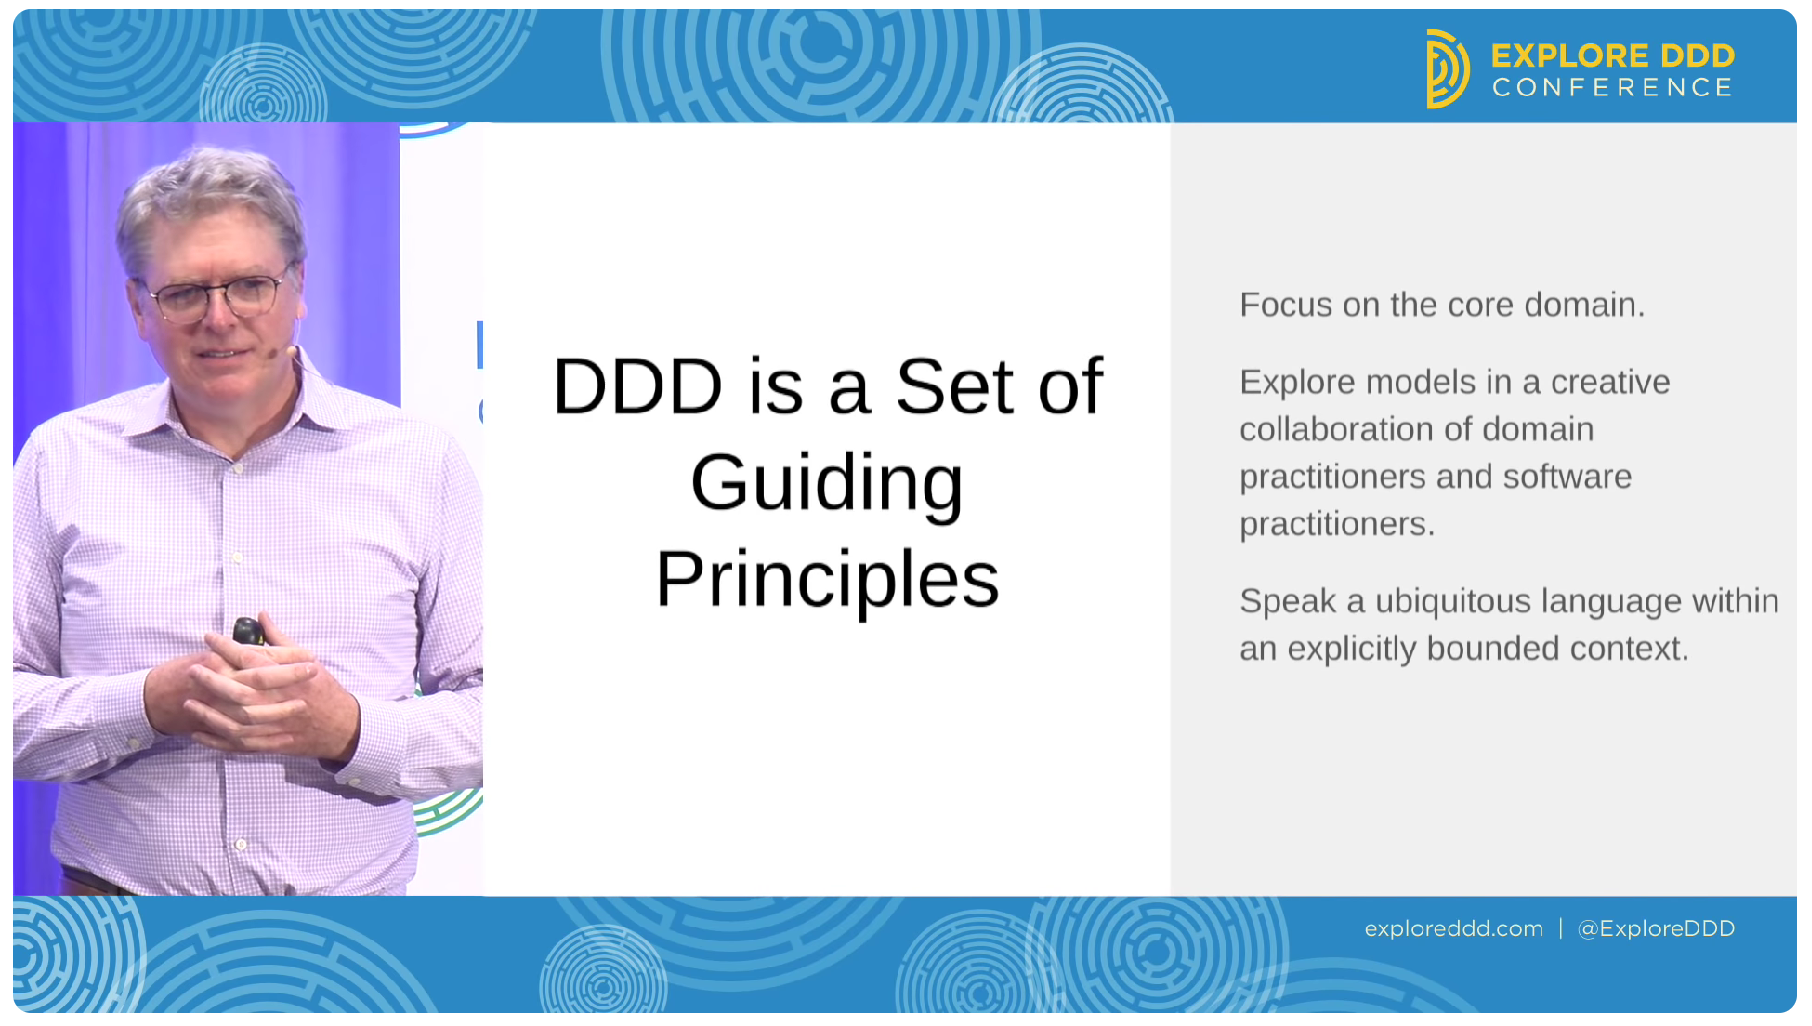 EXPLORE DDD
CONFERENCE
DDD is a Set of
Guiding
Principles
Focus on the core domain.
Explore models in a creative
collaboration of domain
practitioners and software
practitioners.
Speak a ubiquitous language within
an explicitly bounded context.
exploreddd.com | @ExploreDDD